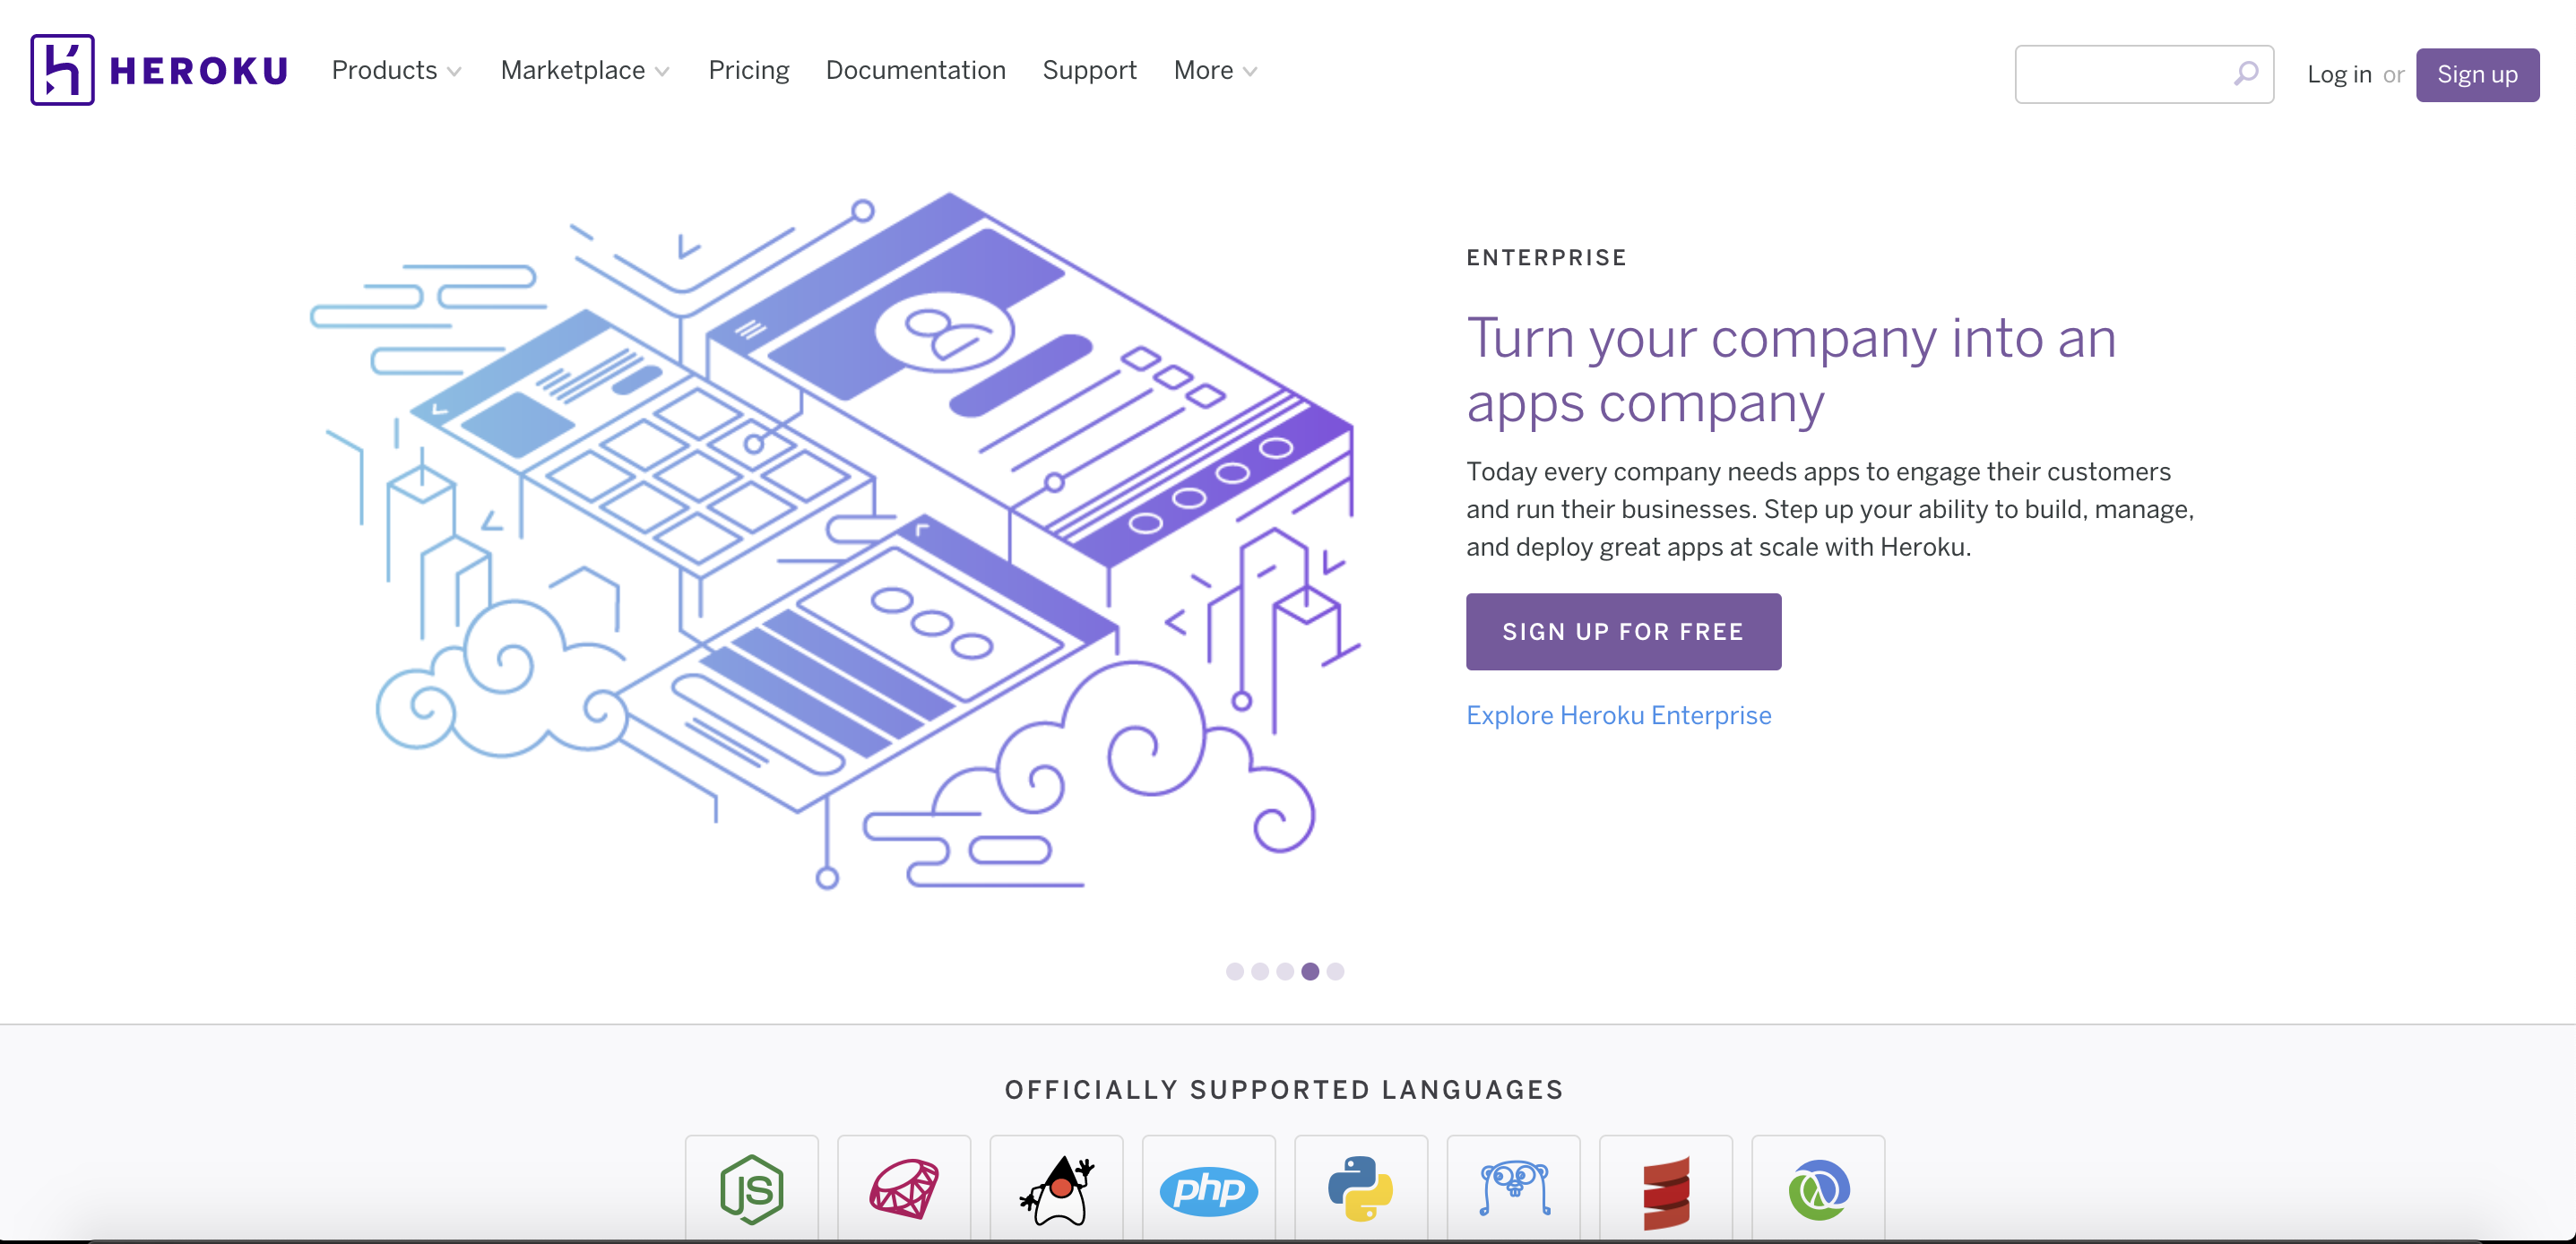 HEROKU Products Marketplace Pricing Documentation Support More Log in or Sign up
ENTERPRISE
Turn your company into an
apps company
Today every company needs apps to engage their customers
and run their businesses. Step up your ability to build, manage,
and deploy great apps at scale with Heroku.
SIGN UP FOR FREE
Explore Heroku Enterprise
OFFICIALLY SUPPORTED LANGUAGES
JS php